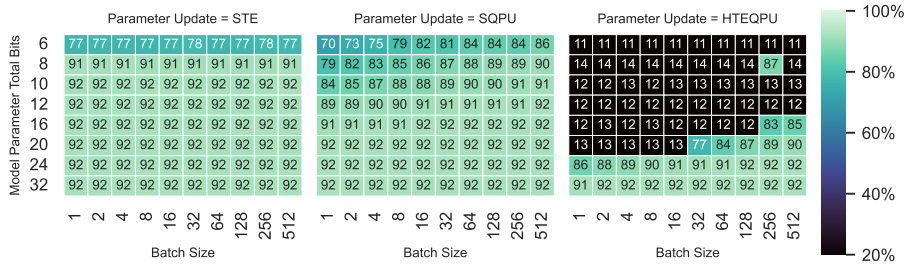 Parameter Update = STE
Parameter Update = SQPU
Parameter Update = HTEQPU
Model Parameter Total Bits
6 77 77 77 77 77 78 77 77 78 77 70 73 75 79 82 81 84 84 84 86 11 11 11 11 11 11 11 11 11 11
8 91 91 91 91 91 91 91 91 91 91 79 82 83 85 86 87 88 89 89 90 14 14 14 14 14 14 14 14 87 14
10 92 92 92 92 92 92 92 92 92 92 84 85 87 88 88 89 90 90 91 92 12 12 13 12 12 13 13 13 13 13
12 92 92 92 92 92 92 92 92 92 92 89 89 90 90 91 91 91 91 92 92 12 13 12 13 12 12 12 12 12 12
16 92 92 92 92 92 92 92 92 92 92 91 91 91 92 92 92 92 92 92 92 12 13 12 13 12 12 12 12 83 85
20 92 92 92 92 92 92 92 92 92 92 92 92 92 92 92 92 92 92 92 92 13 13 13 13 13 77 84 87 89 90
24 92 92 92 92 92 92 92 92 92 92 92 92 92 92 92 92 92 92 92 92 86 88 89 90 91 91 91 92 92 92
32 92 92 92 92 92 92 92 92 92 92 92 92 92 92 92 92 92 92 92 92 91 92 92 92 92 92 92 92 92 92
1 2 4 8 16 32 64 128 256 512
1 2 4 8 16 32 64 128 256 512
1 2 4 8 16 32 64 128 256 512
Batch Size
Batch Size
Batch Size
100%
80%
60%
40%
20%